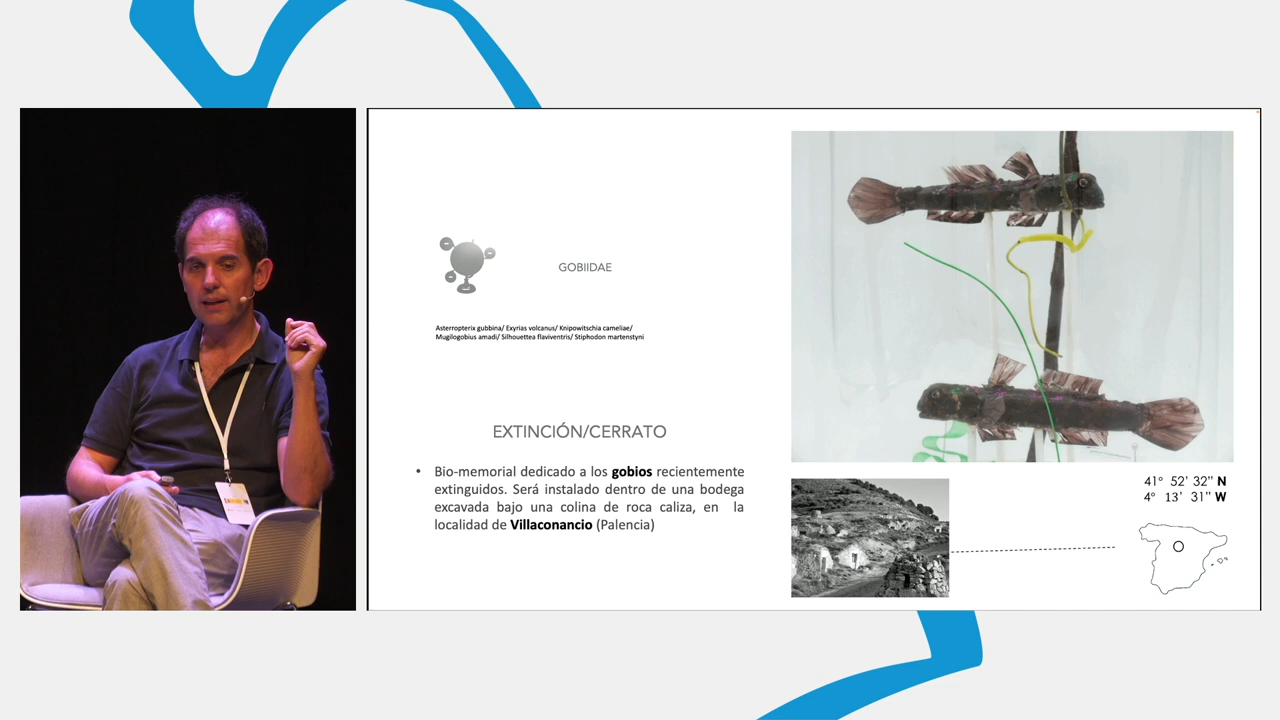 GOBIIDAE
Asterropterix gubbina/ Exyrias volcanus/ Knipowitschia cameliae/
Mugilogobius amadi/ Silhouettea flaviventris/ Stiphodon martenstyni
EXTINCIÓN/CERRATO
• Bio-memorial dedicado a los gobios recientemente
extinguidos. Será instalado dentro de una bodega
excavada bajo una colina de roca caliza, en la
localidad de Villaconancio (Palencia)
41° 52' 32" N
4° 13' 31" W